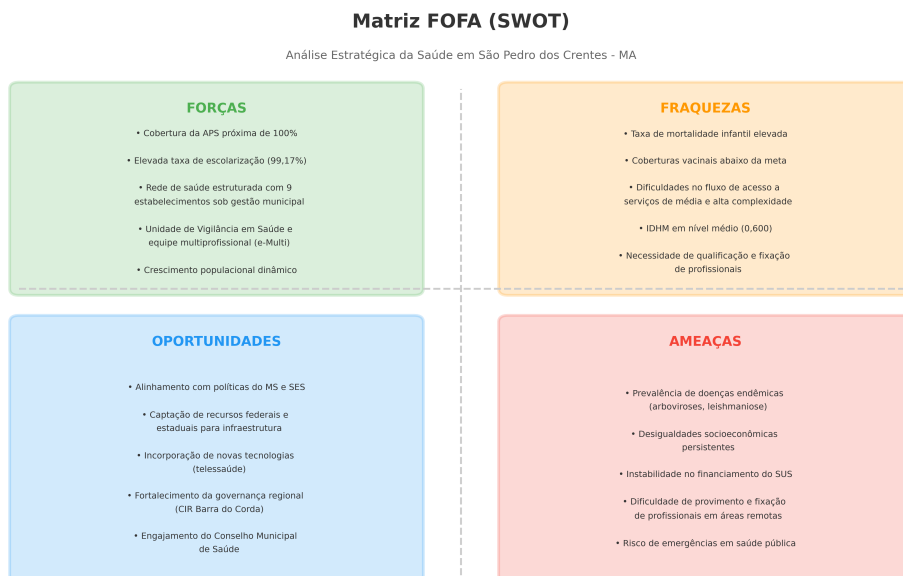 Matriz FOFA (SWOT)
Análise Estratégica da Saúde em São Pedro dos Crentes - MA
FORÇAS
• Cobertura da APS próxima de 100%
• Elevada taxa de escolarização (99,17%)
• Rede de saúde estruturada com 9
estabelecimentos sob gestão municipal
• Unidade de Vigilância em Saúde e
equipe multiprofissional (e-Multi)
• Crescimento populacional dinâmico
FRAQUEZAS
• Taxa de mortalidade infantil elevada
• Coberturas vacinais abaixo da meta
• Dificuldades no fluxo de acesso a
serviços de média e alta complexidade
• IDHM em nível médio (0,600)
• Necessidade de qualificação e fixação
de profissionais
OPORTUNIDADES
• Alinhamento com políticas do MS e SES
• Captação de recursos federais e
estaduais para infraestrutura
• Incorporação de novas tecnologias
(telessaúde)
• Fortalecimento da governança regional
(CIR Barra do Corda)
• Engajamento do Conselho Municipal
de Saúde
AMEAÇAS
• Prevalência de doenças endêmicas
(arboviroses, leishmaniose)
• Desigualdades socioeconômicas
persistentes
• Instabilidade no financiamento do SUS
• Dificuldade de provimento e fixação
de profissionais em áreas remotas
• Risco de emergências em saúde pública